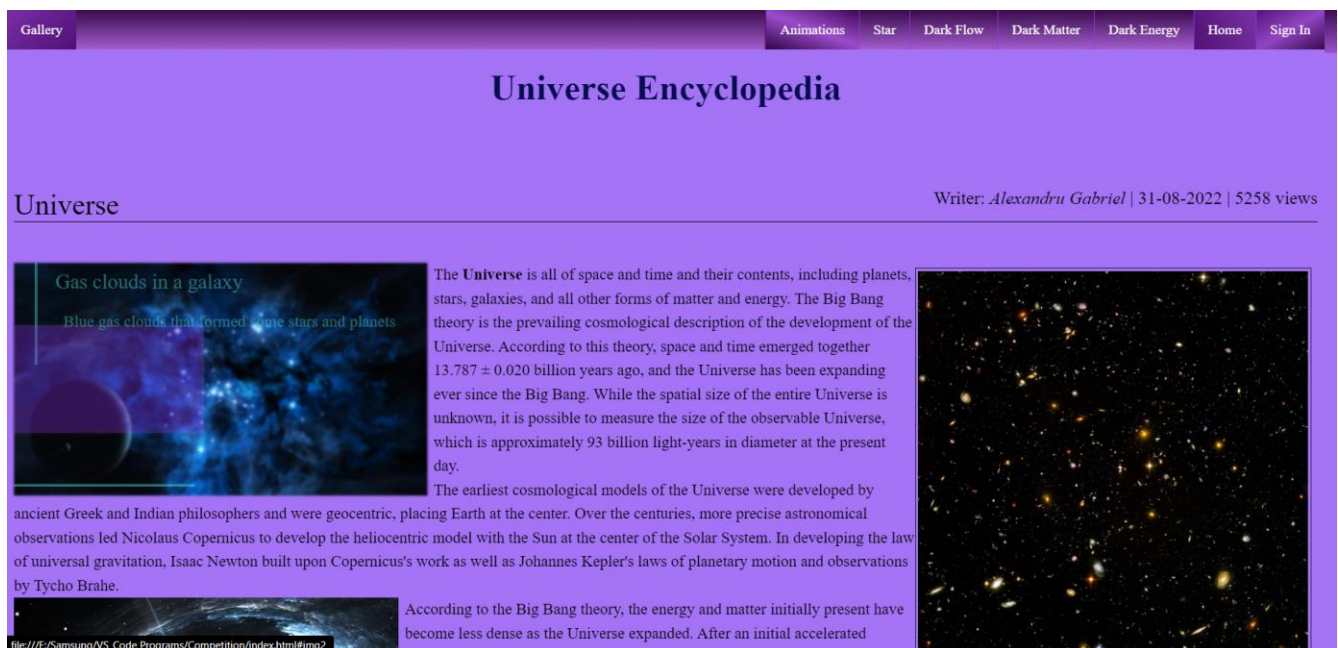 Gallery
Animations Star Dark Flow Dark Matter Dark Energy Home Sign In
Universe Encyclopedia
Universe
Writer: Alexandru Gabriel | 31-08-2022 | 5258 views
Gas clouds in a galaxy
Blue gas clouds that formed some stars and planets
The Universe is all of space and time and their contents, including planets,
stars, galaxies, and all other forms of matter and energy. The Big Bang
theory is the prevailing cosmological description of the development of the
Universe. According to this theory, space and time emerged together
13.787 ± 0.020 billion years ago, and the Universe has been expanding
ever since the Big Bang. While the spatial size of the entire Universe is
unknown, it is possible to measure the size of the observable Universe,
which is approximately 93 billion light-years in diameter at the present
day.
The earliest cosmological models of the Universe were developed by
ancient Greek and Indian philosophers and were geocentric, placing Earth at the center. Over the centuries, more precise astronomical
observations led Nicolaus Copernicus to develop the heliocentric model with the Sun at the center of the Solar System. In developing the law
of universal gravitation, Isaac Newton built upon Copernicus's work as well as Johannes Kepler's laws of planetary motion and observations
by Tycho Brahe.
According to the Big Bang theory, the energy and matter initially present have
become less dense as the Universe expanded. After an initial accelerated
file:///E:/Samsung/VS Code Programs/Competition/index.html#img2